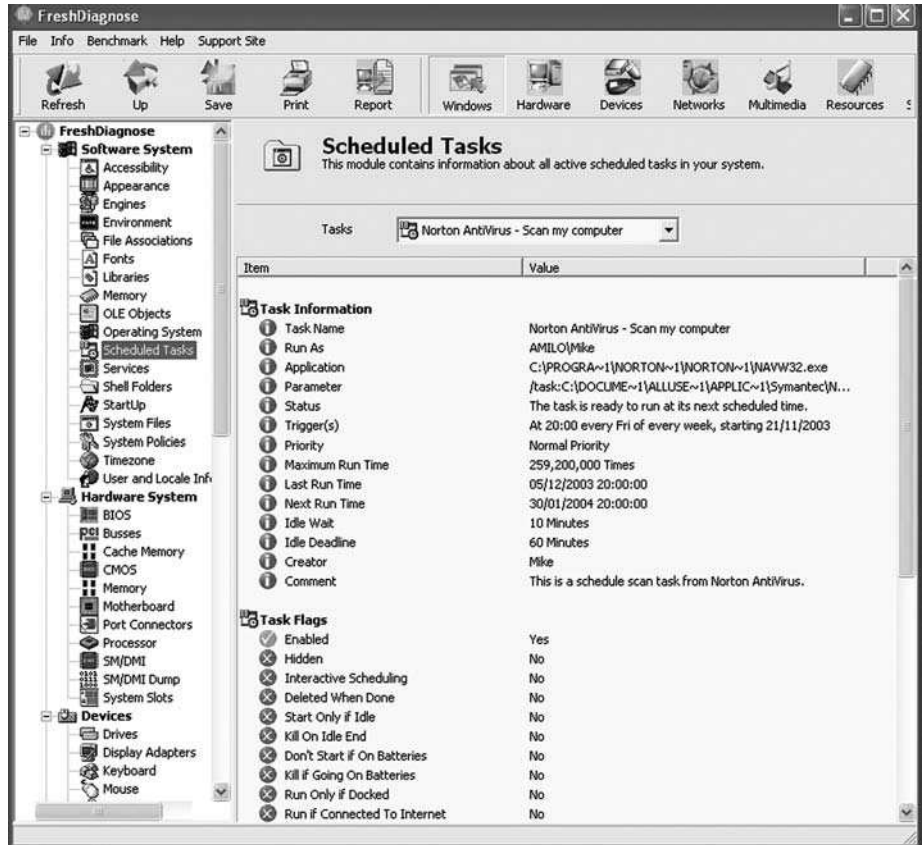 FreshDiagnose
File Info Benchmark Help Support Site
Refresh Up Save Print Report Windows Hardware Devices Networks Multimedia Resources S
FreshDiagnose
Software System
Accessibility
Appearance
Engines
Environment
File Associations
Fonts
Libraries
Memory
OLE Objects
Operating System
Scheduled Tasks
Services
Shell Folders
StartUp
System Files
System Policies
Timezone
User and Locale Info
Hardware System
BIOS
Busses
Cache Memory
CMOS
Memory
Motherboard
Port Connectors
Processor
SM/DMI
SM/DMI Dump
System Slots
Devices
Drives
Display Adapters
Keyboard
Mouse
Scheduled Tasks
This module contains information about all active scheduled tasks in your system.
Tasks Norton AntiVirus - Scan my computer
Item Value
Task Information
Task Name Norton AntiVirus - Scan my computer
Run As AMILO\Mike
Application C:\PROGRA~1\NORTON~1\NORTON~1\NAVW32.exe
Parameter /task:C:\DOCUME~1\ALLUSE~1\APPLIC~1\Symantec\N...
Status The task is ready to run at its next scheduled time.
Trigger(s) At 20:00 every Fri of every week, starting 21/11/2003
Priority Normal Priority
Maximum Run Time 259,200,000 Times
Last Run Time 05/12/2003 20:00:00
Next Run Time 30/01/2004 20:00:00
Idle Wait 10 Minutes
Idle Deadline 60 Minutes
Creator Mike
Comment This is a schedule scan task from Norton AntiVirus.
Task Flags
Enabled Yes
Hidden No
Interactive Scheduling No
Deleted When Done No
Start Only if Idle No
Kill On Idle End No
Don't Start if On Batteries No
Kill if Going On Batteries No
Run Only if Docked No
Run if Connected To Internet No